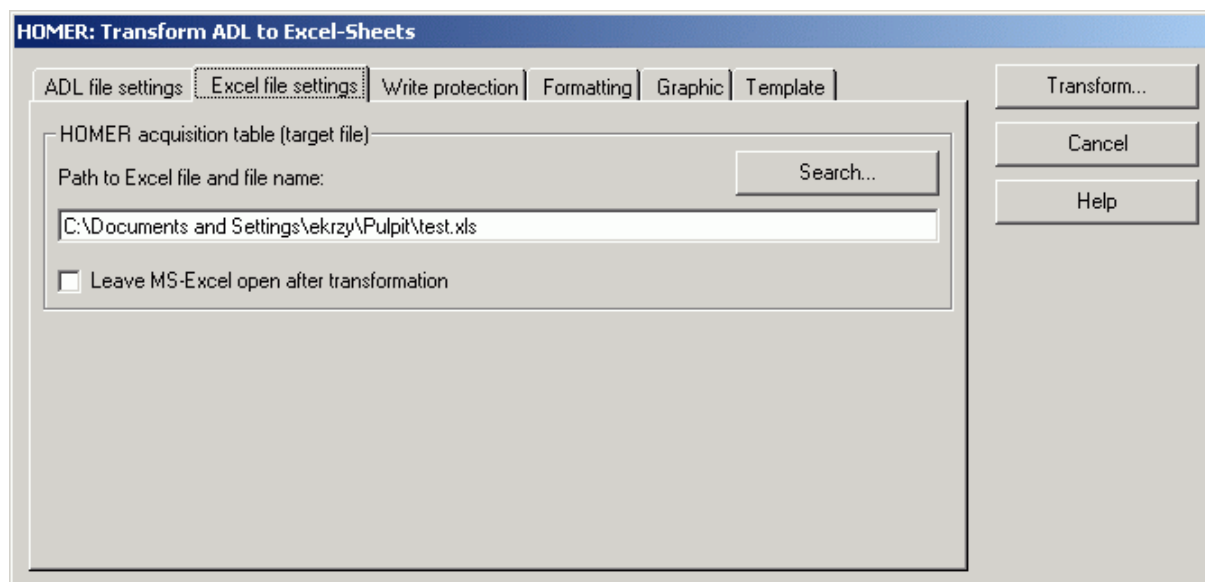 HOMER: Transform ADL to Excel-Sheets
ADL file settings Excel file settings Write protection Formatting Graphic Template
Transform...
HOMER acquisition table (target file)
Cancel
Path to Excel file and file name:
Search...
Help
C:\Documents and Settings\ekrzy\Pulpit\test.xls
Leave MS-Excel open after transformation